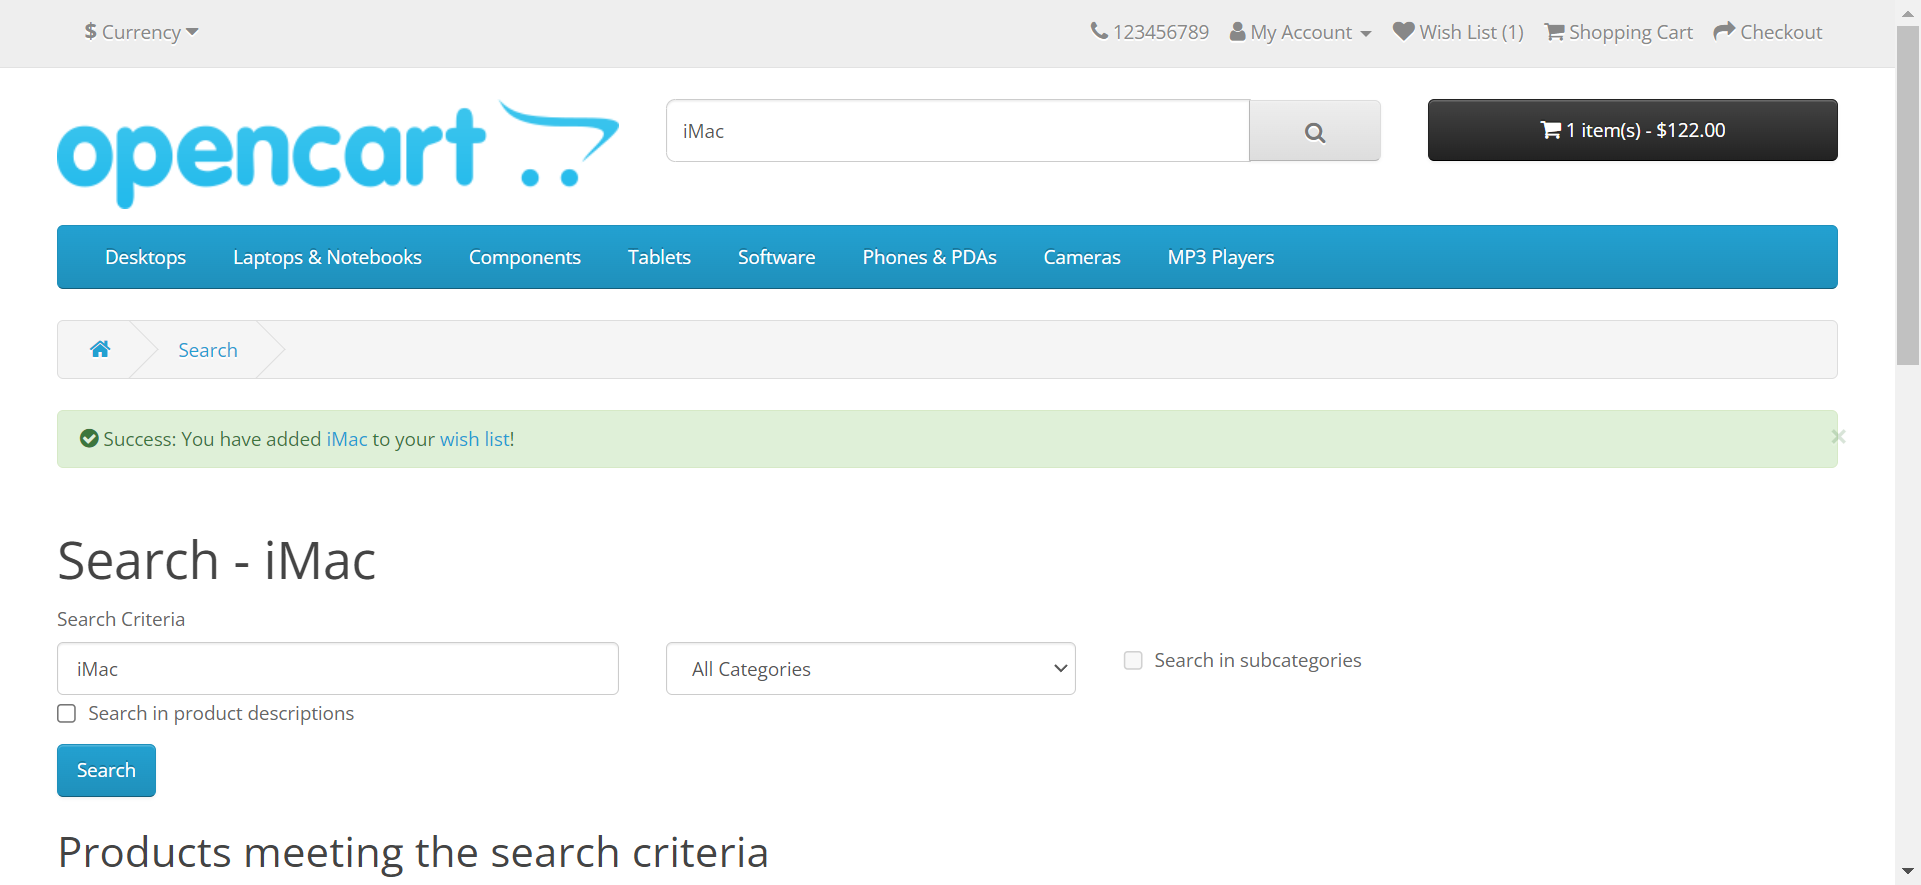 $ Currency
123456789 My Account Wish List (1) Shopping Cart Checkout
opencart
iMac
1 item(s) - $122.00
Desktops Laptops & Notebooks Components Tablets Software Phones & PDAs Cameras MP3 Players
Search
Success: You have added iMac to your wish list!
×
Search - iMac
Search Criteria
iMac
All Categories
Search in subcategories
Search in product descriptions
Search
Products meeting the search criteria